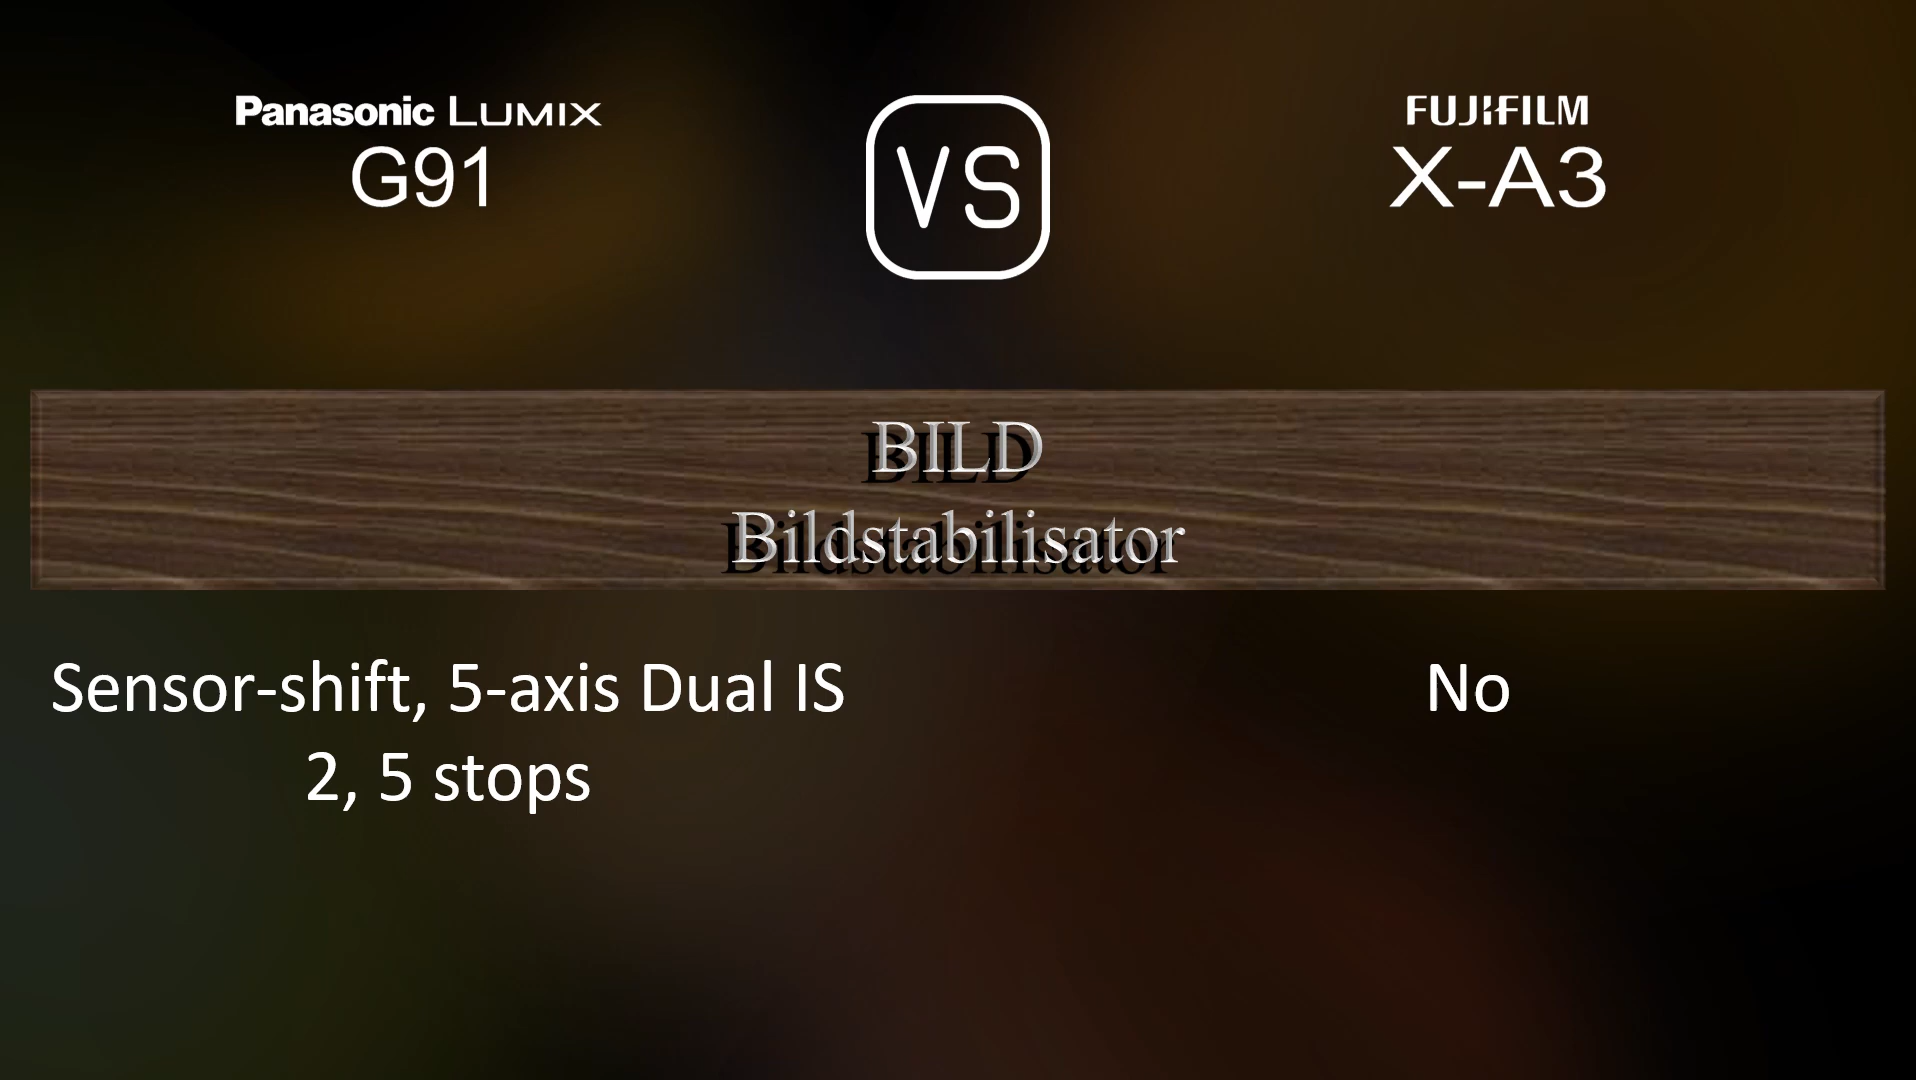 Panasonic LUMIX
G91
VS
FUJIFILM
X-A3
BILD
Bildstabilisator
Sensor-shift, 5-axis Dual IS
2, 5 stops
No